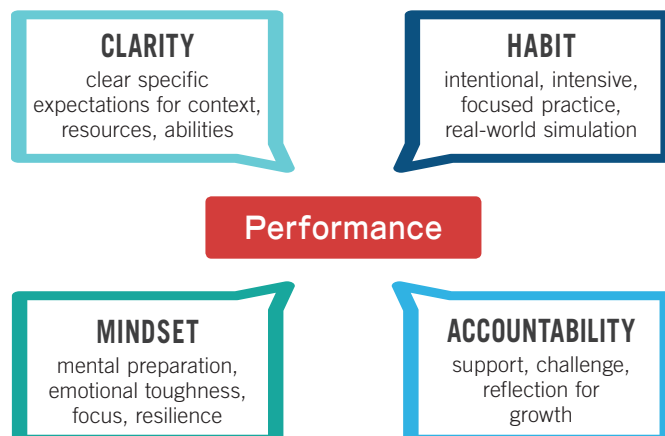 CLARITY
clear specific
expectations for context,
resources, abilities
HABIT
intentional, intensive,
focused practice,
real-world simulation
Performance
MINDSET
mental preparation,
emotional toughness,
focus, resilience
ACCOUNTABILITY
support, challenge,
reflection for
growth